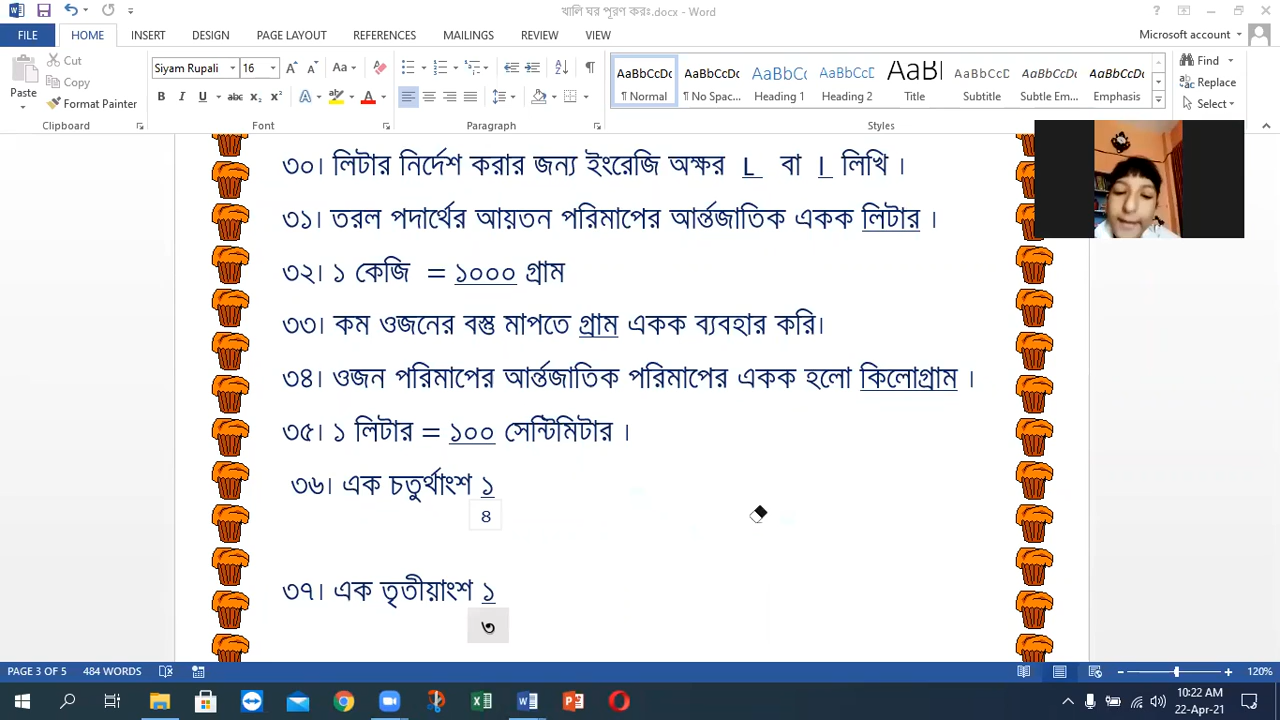 খালি ঘর পূরণ করঃ.docx - Word
FILE HOME INSERT DESIGN PAGE LAYOUT REFERENCES MAILINGS REVIEW VIEW Microsoft account
Cut
Copy
Format Painter
Paste
Siyam Rupali 16
Find
Replace
Select
AaBbCcDc AaBbCcDc AaBbCc AaBbCcD AaBl AaBbCcD AaBbCcDc AaBbCcDc
¶ Normal ¶ No Spac... Heading 1 Heading 2 Title Subtitle Subtle Em... Emphasis
Clipboard Font Paragraph Styles
৩০। লিটার নির্দেশ করার জন্য ইংরেজি অক্ষর L বা l লিখি ।
৩১। তরল পদার্থের আয়তন পরিমাপের আর্ন্তজাতিক একক লিটার ।
৩২। ১ কেজি = ১০০০ গ্রাম
৩৩। কম ওজনের বস্তু মাপতে গ্রাম একক ব্যবহার করি।
৩৪। ওজন পরিমাপের আর্ন্তজাতিক পরিমাপের একক হলো কিলোগ্রাম ।
৩৫। ১ লিটার = ১০০ সেন্টিমিটার ।
৩৬। এক চতুর্থাংশ ১
৪
৩৭। এক তৃতীয়াংশ ১
৩
PAGE 3 OF 5 484 WORDS 120%
10:22 AM
22-Apr-21